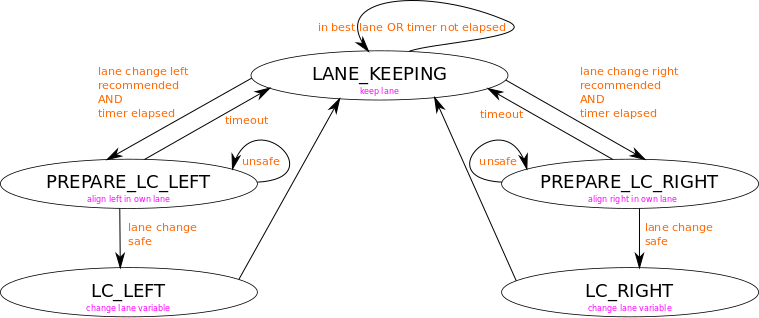 in best lane OR timer not elapsed
LANE_KEEPING
keep lane
lane change left
recommended
AND
timer elapsed
lane change right
recommended
AND
timer elapsed
timeout
timeout
unsafe
unsafe
PREPARE_LC_LEFT
align left in own lane
PREPARE_LC_RIGHT
align right in own lane
lane change
safe
lane change
safe
LC_LEFT
change lane variable
LC_RIGHT
change lane variable